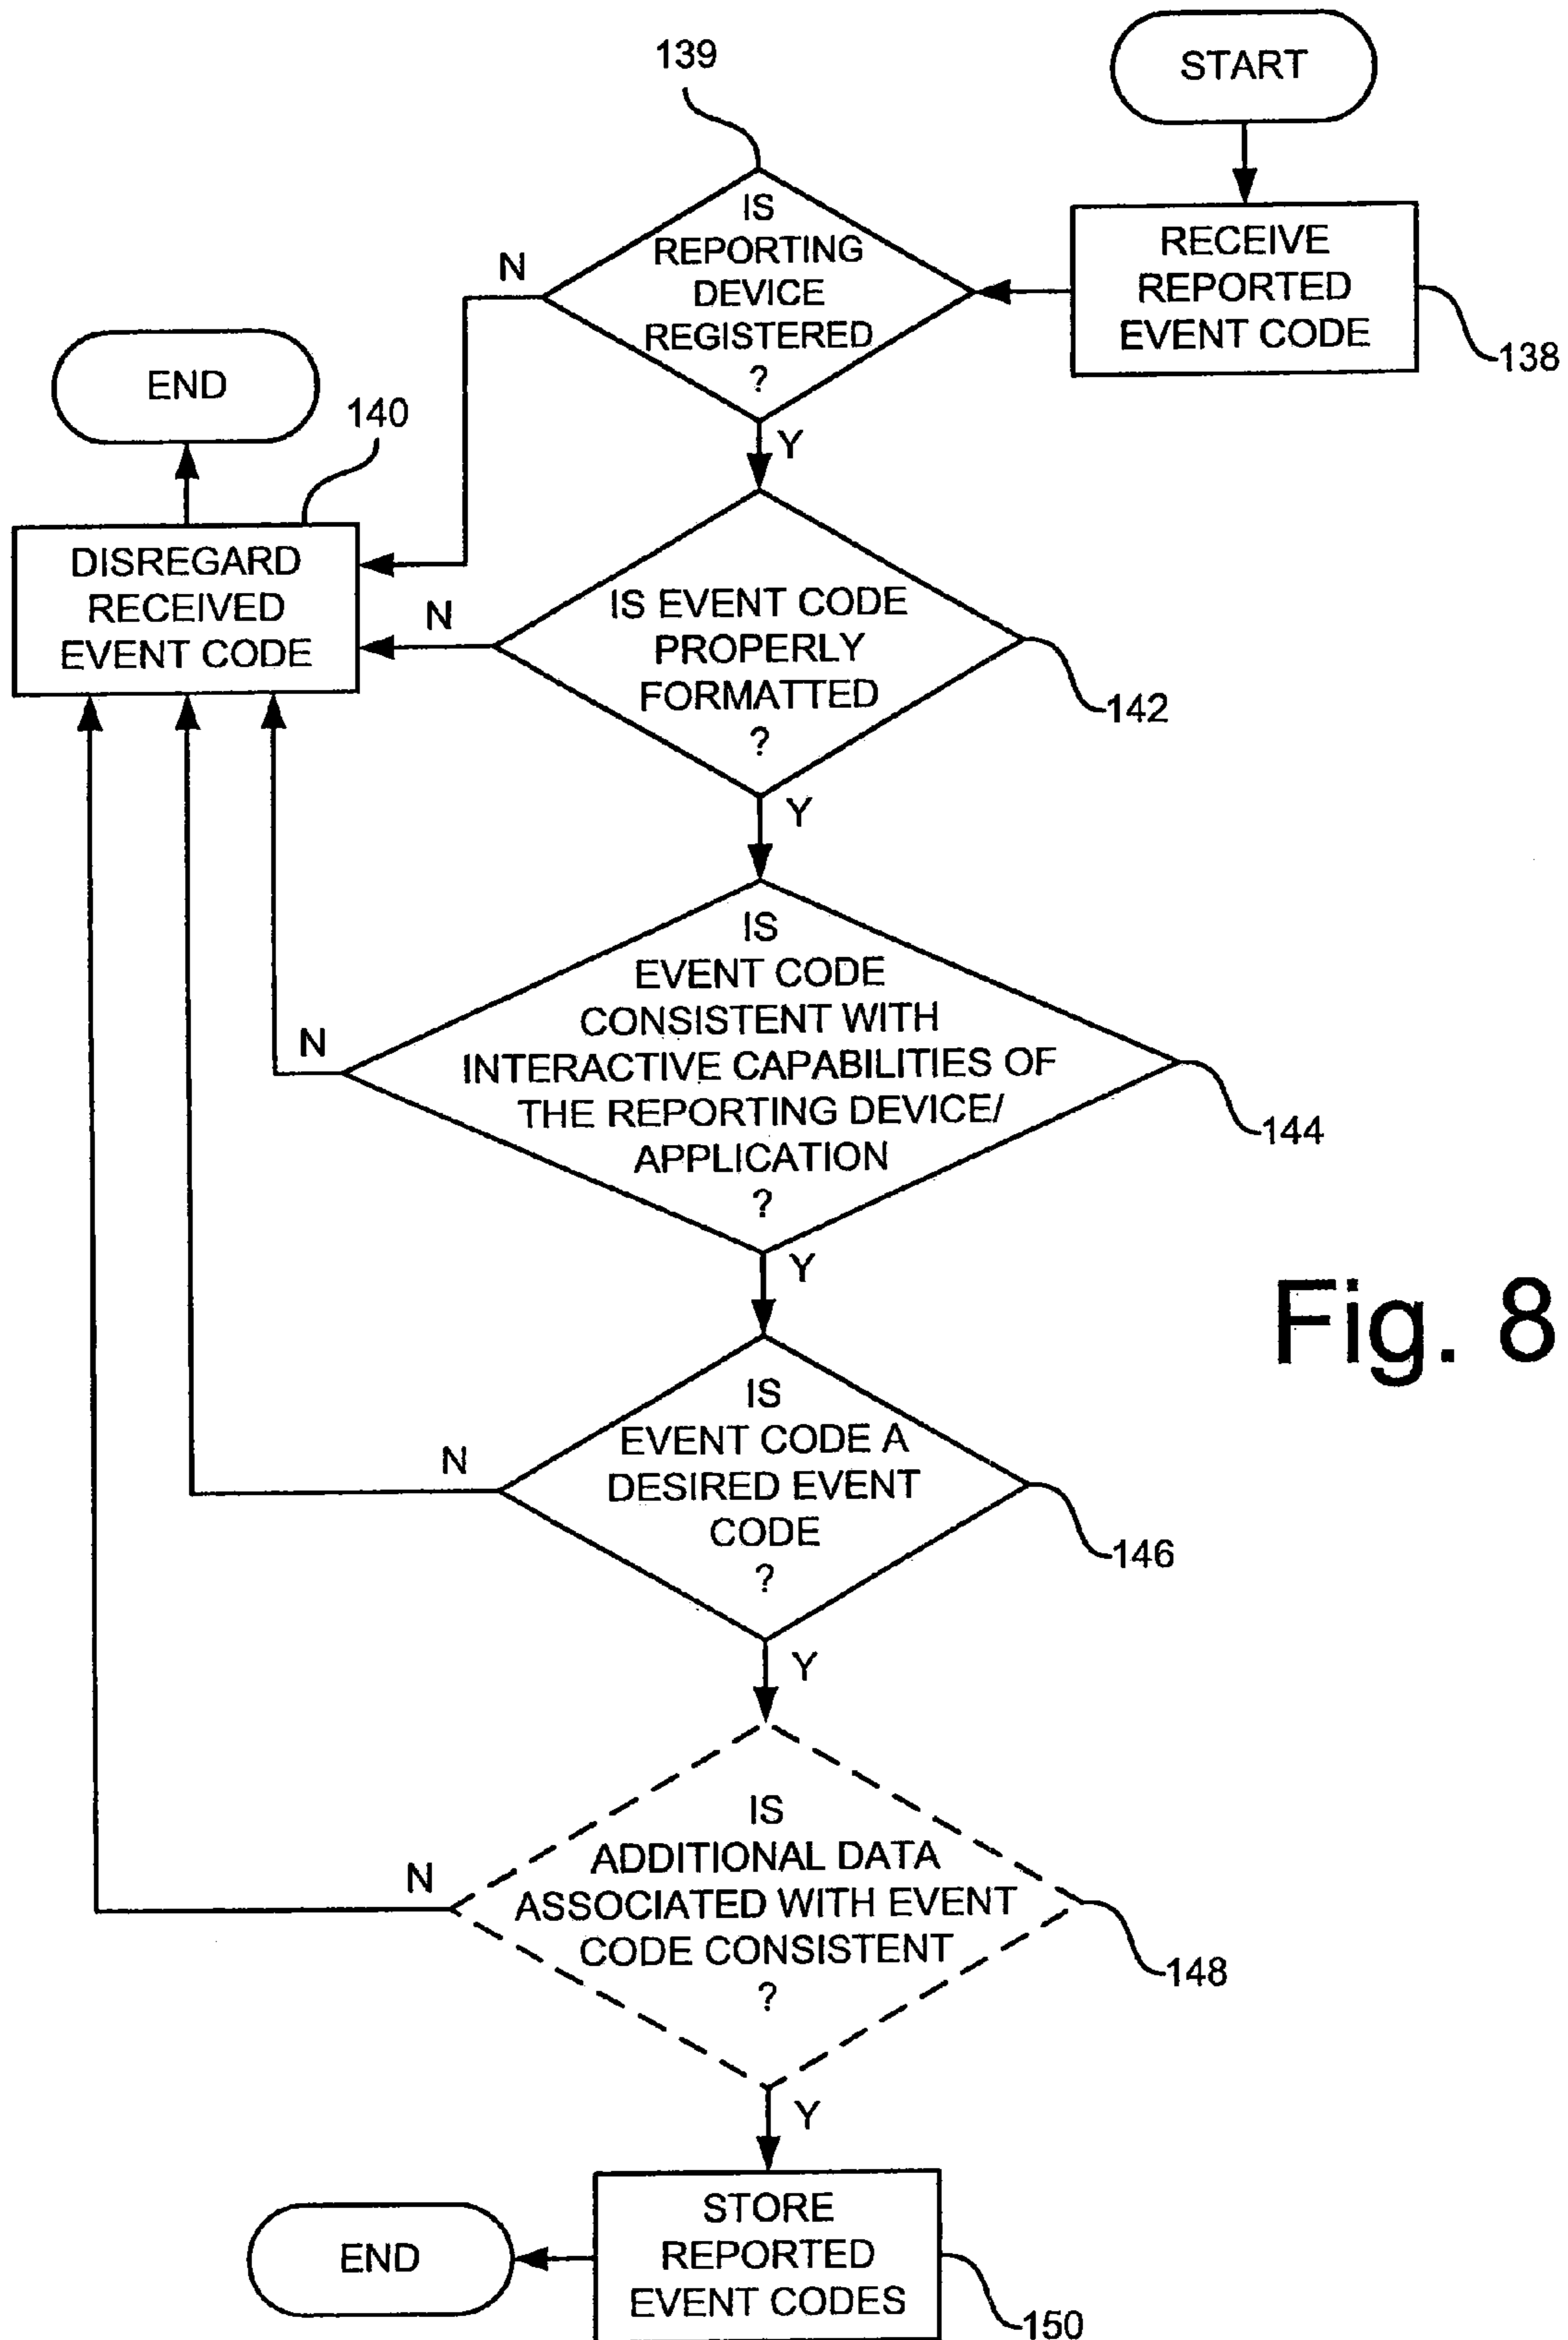 START
139
IS
REPORTING
DEVICE
REGISTERED
?
RECEIVE
REPORTED
EVENT CODE
138
N
Y
END
140
DISREGARD
RECEIVED
EVENT CODE
N
IS EVENT CODE
PROPERLY
FORMATTED
?
142
Y
IS
EVENT CODE
CONSISTENT WITH
INTERACTIVE CAPABILITIES OF
THE REPORTING DEVICE/
APPLICATION
?
N
144
Y
Fig. 8
IS
EVENT CODE A
DESIRED EVENT
CODE
?
N
146
Y
IS
ADDITIONAL DATA
ASSOCIATED WITH EVENT
CODE CONSISTENT
?
N
148
Y
STORE
REPORTED
EVENT CODES
150
END